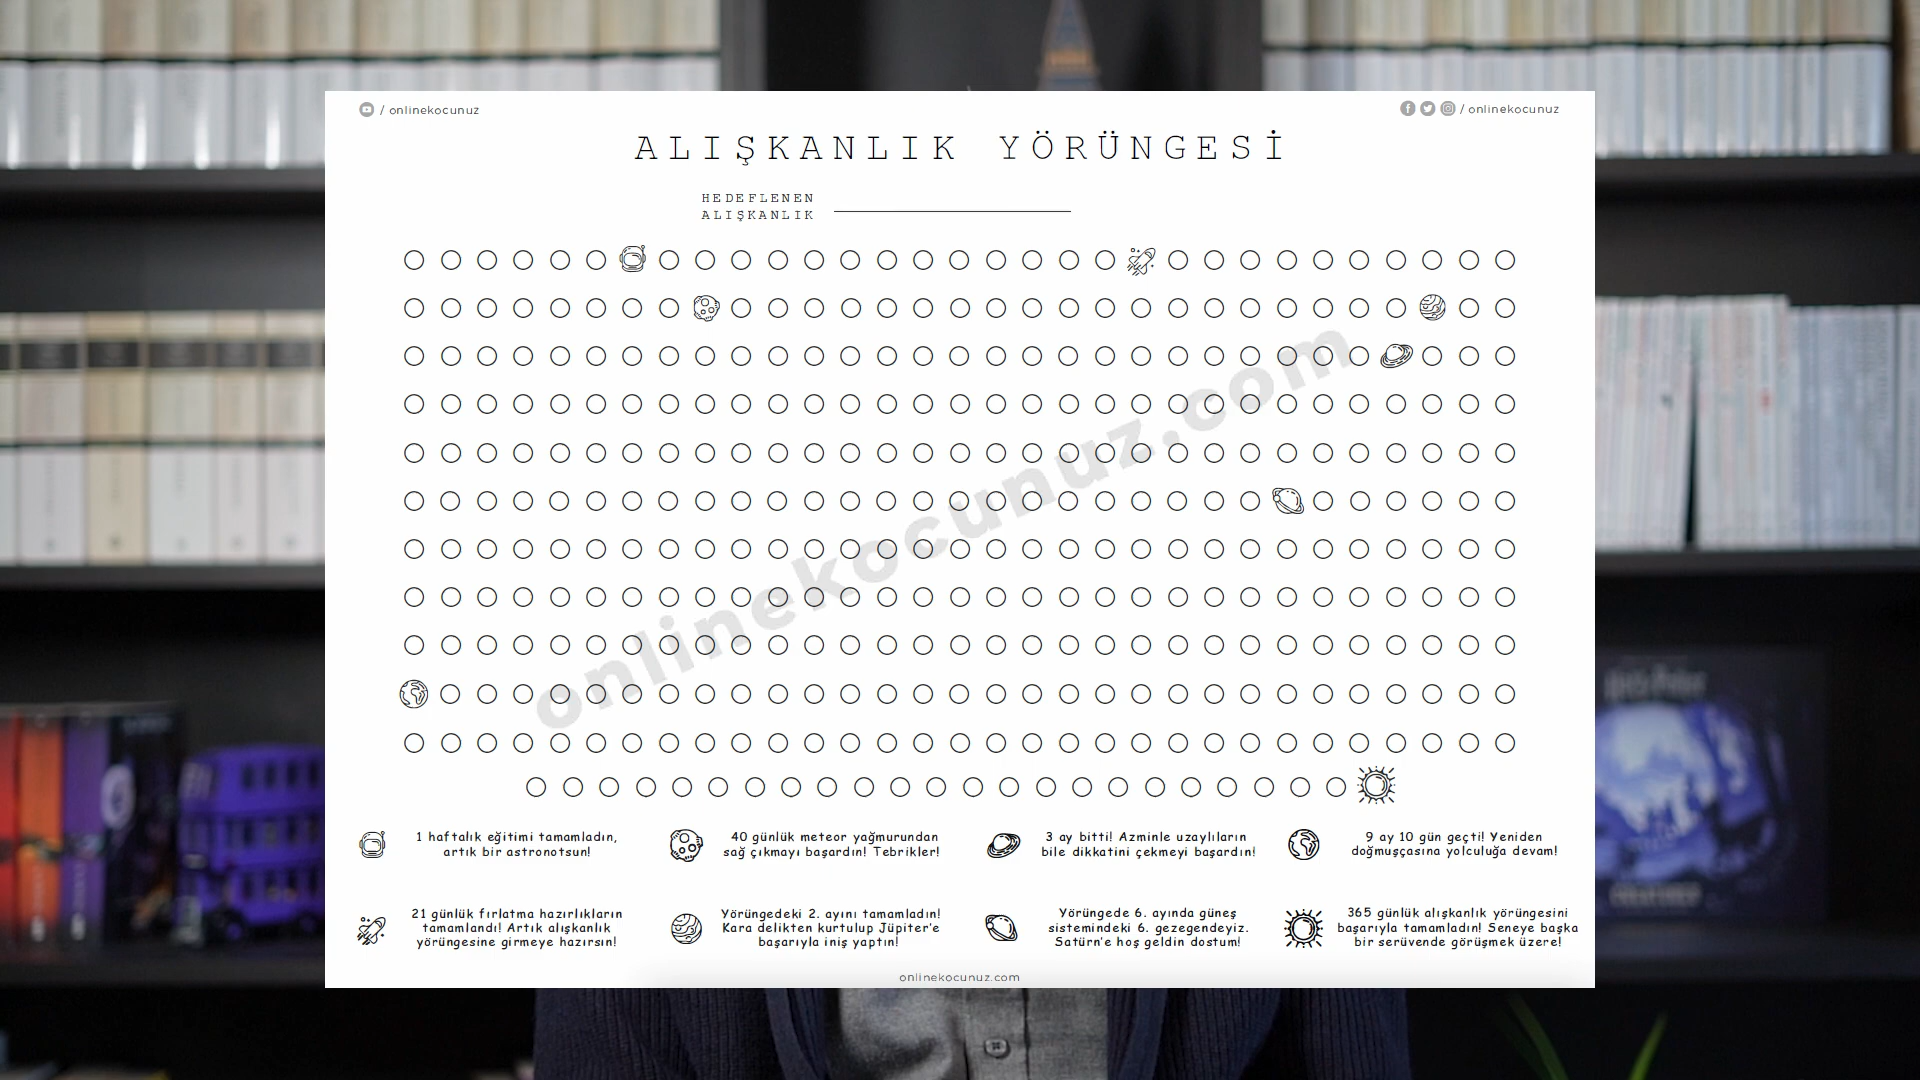 / onlinekocunuz
/ onlinekocunuz
ALIŞKANLIK YÖRÜNGESİ
HEDEFLENEN
ALIŞKANLIK
onlinekocunuz.com
1 haftalık eğitimi tamamladın,
artık bir astronotsun!
40 günlük meteor yağmurundan
sağ çıkmayı başardın! Tebrikler!
3 ay bitti! Azminle uzaylıların
bile dikkatini çekmeyi başardın!
9 ay 10 gün geçti! Yeniden
doğmuşçasına yolculuğa devam!
21 günlük fırlatma hazırlıkların
tamamlandı! Artık alışkanlık
yörüngesine girmeye hazırsın!
Yörüngedeki 2. ayını tamamladın!
Kara delikten kurtulup Jüpiter'e
başarıyla iniş yaptın!
Yörüngede 6. ayında güneş
sistemindeki 6. gezegendeyiz.
Satürn'e hoş geldin dostum!
365 günlük alışkanlık yörüngesini
başarıyla tamamladın! Seneye başka
bir serüvende görüşmek üzere!
onlinekocunuz.com